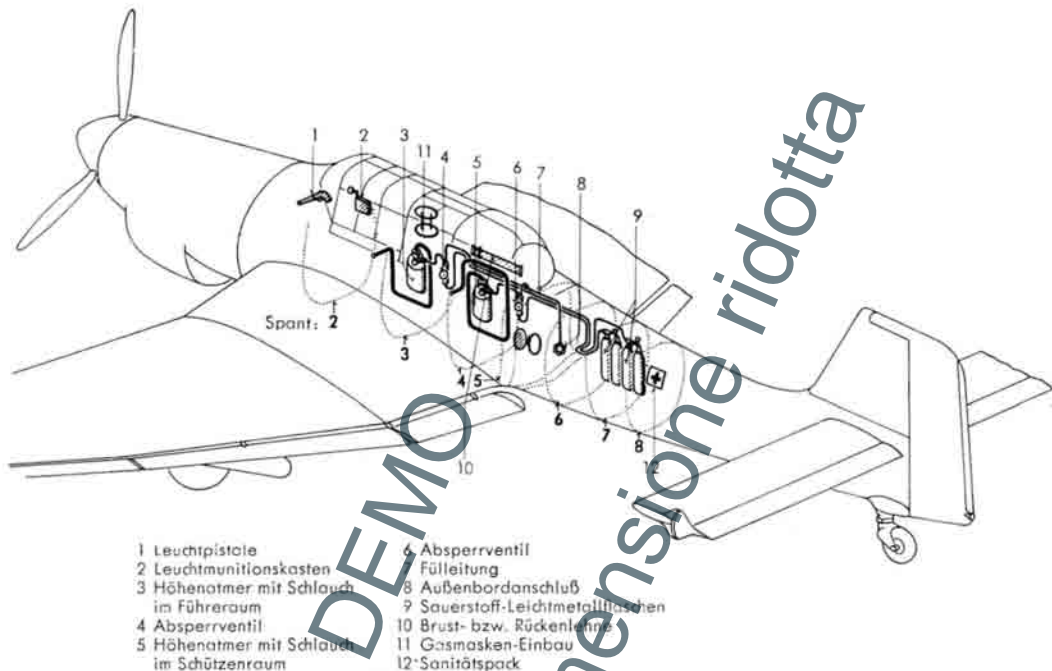 1 2 3 11 4 5 6 7 8 9
Spant: 2
3
4 5
6
7
8
10
12
1 Leuchtpistole
2 Leuchtmunitionskasten
3 Höhenatmer mit Schlauch
im Führeraum
4 Absperrventil
5 Höhenatmer mit Schlauch
im Schützenraum
6 Absperrventil
7 Fülleitung
8 Außenbordanschluß
9 Sauerstoff-Leichtmetallflaschen
10 Brust- bzw. Rückenlehne
11 Gasmasken-Einbau
12 Sanitätspack
DEMO
dimensione ridotta